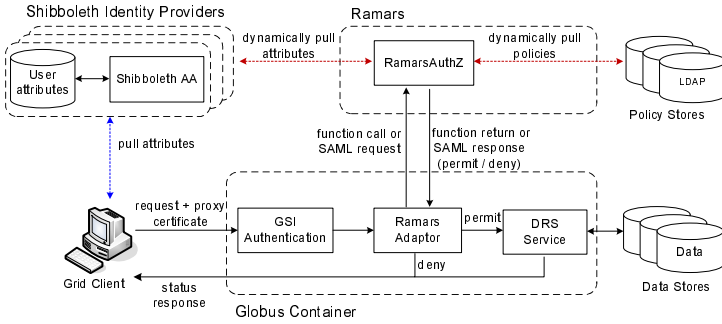 Shibboleth Identity Providers
Ramars
User
attributes
Shibboleth AA
dynamically pull
attributes
RamarsAuthZ
dynamically pull
policies
LDAP
Policy Stores
pull attributes
function call or
SAML request
function return or
SAML response
(permit / deny)
request + proxy
certificate
GSI
Authentication
Ramars
Adaptor
permit
DRS
Service
Data
Data Stores
deny
Grid Client
status
response
Globus Container